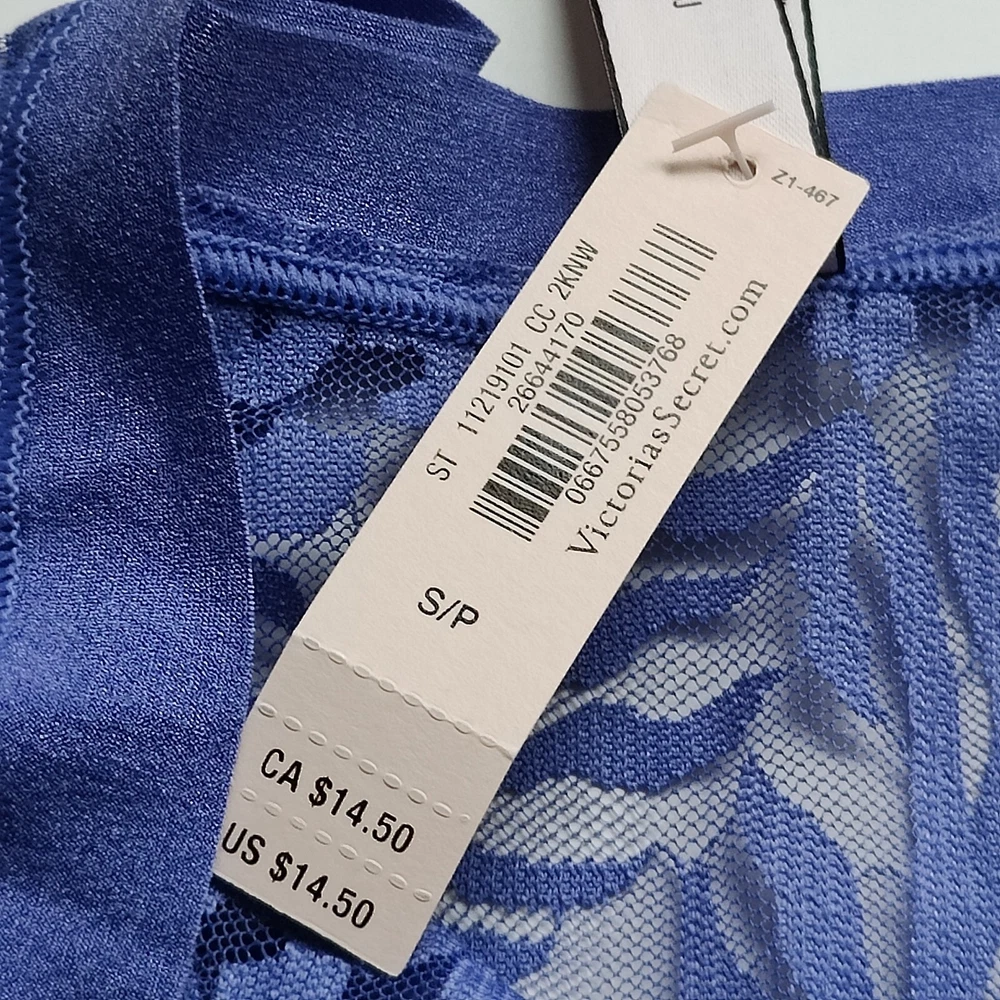 Z1-467
ST 11219101 CC 2KNW
26644170
0667558053768
VictoriasSecret.com
S/P
CA $14.50
US $14.50